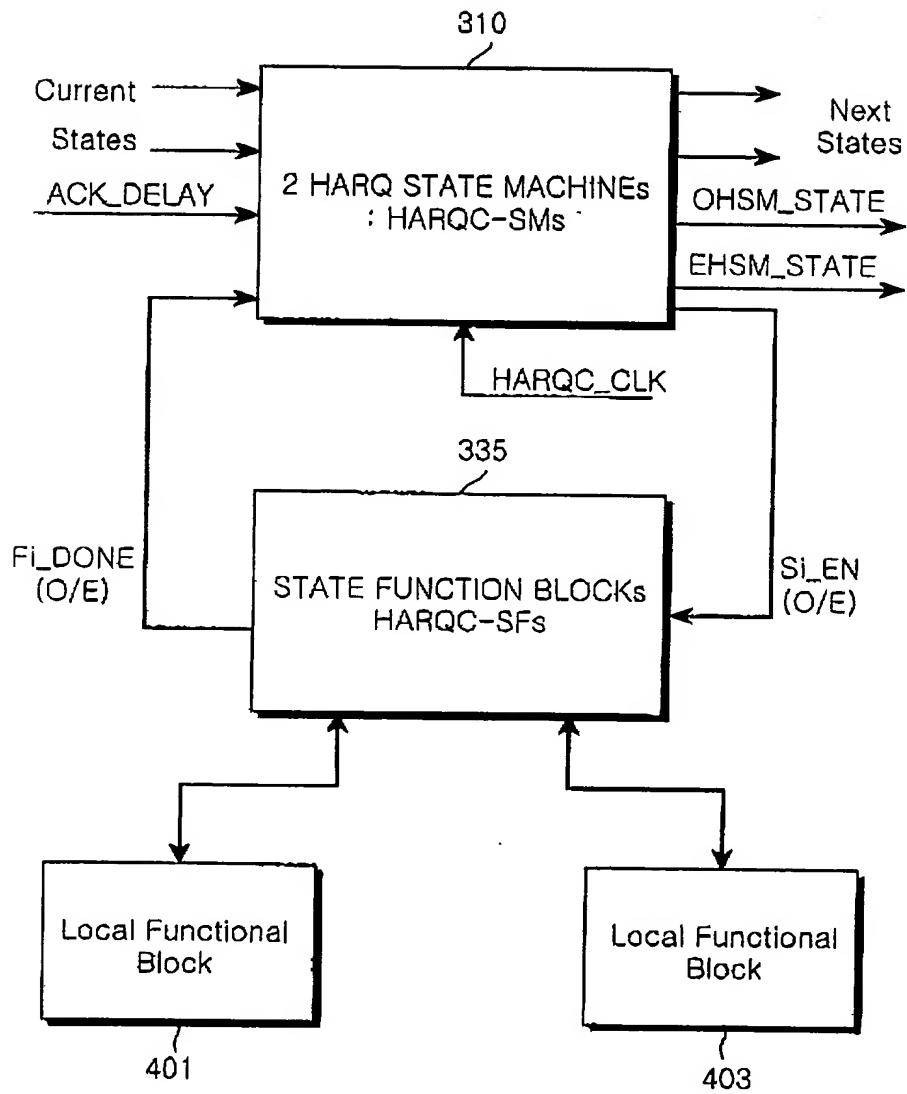 310
Current
States
ACK_DELAY
2 HARQ STATE MACHINEs
: HARQC-SMs
Next
States
OHSM_STATE
EHSM_STATE
HARQC_CLK
335
Fi_DONE
(O/E)
STATE FUNCTION BLOCKs
HARQC-SFs
Si_EN
(O/E)
Local Functional
Block
Local Functional
Block
401
403